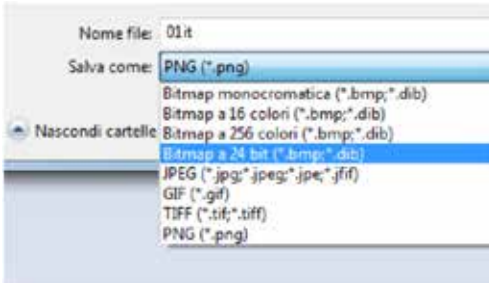 Nome file: 01it
Salva come: PNG (*.png)
Bitmap monocromatica (*.bmp;*.dib)
Bitmap a 16 colori (*.bmp;*.dib)
Nascondi cartelle Bitmap a 256 colori (*.bmp;*.dib)
Bitmap a 24 bit (*.bmp;*.dib)
JPEG (*.jpg;*.jpeg;*.jpe;*.jfif)
GIF (*.gif)
TIFF (*.tif;*.tiff)
PNG (*.png)